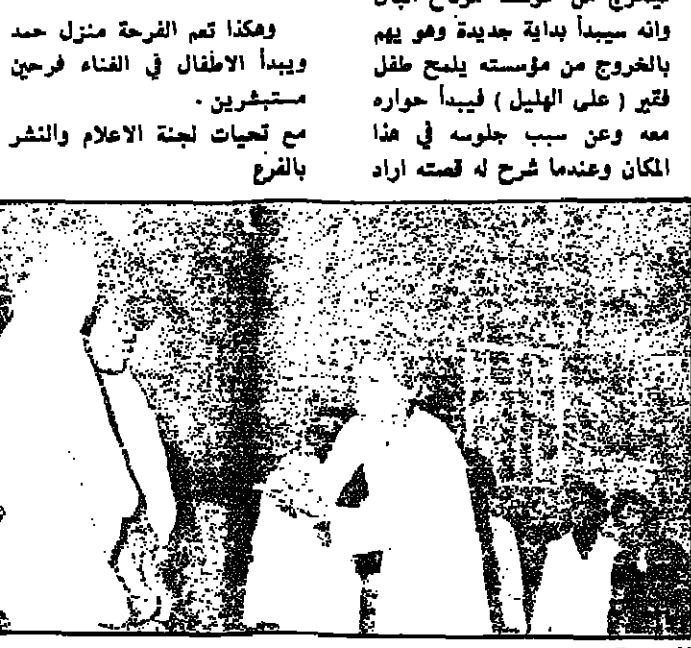 وانه سيبدأ بداية جديدة وهو يهم
بالخروج من مؤسسته يلمح طفل
فقير ( على الهليل ) فيبدأ حواره
معه وعن سبب جلوسه في هذا
المكان وعندما شرح له قصته اراد
وهكذا تعم الفرحة منزل حمد
ويبدأ الاطفال في الغناء فرحين
مستبشرين .
مع تحيات لجنة الاعلام والنشر
بالفرع